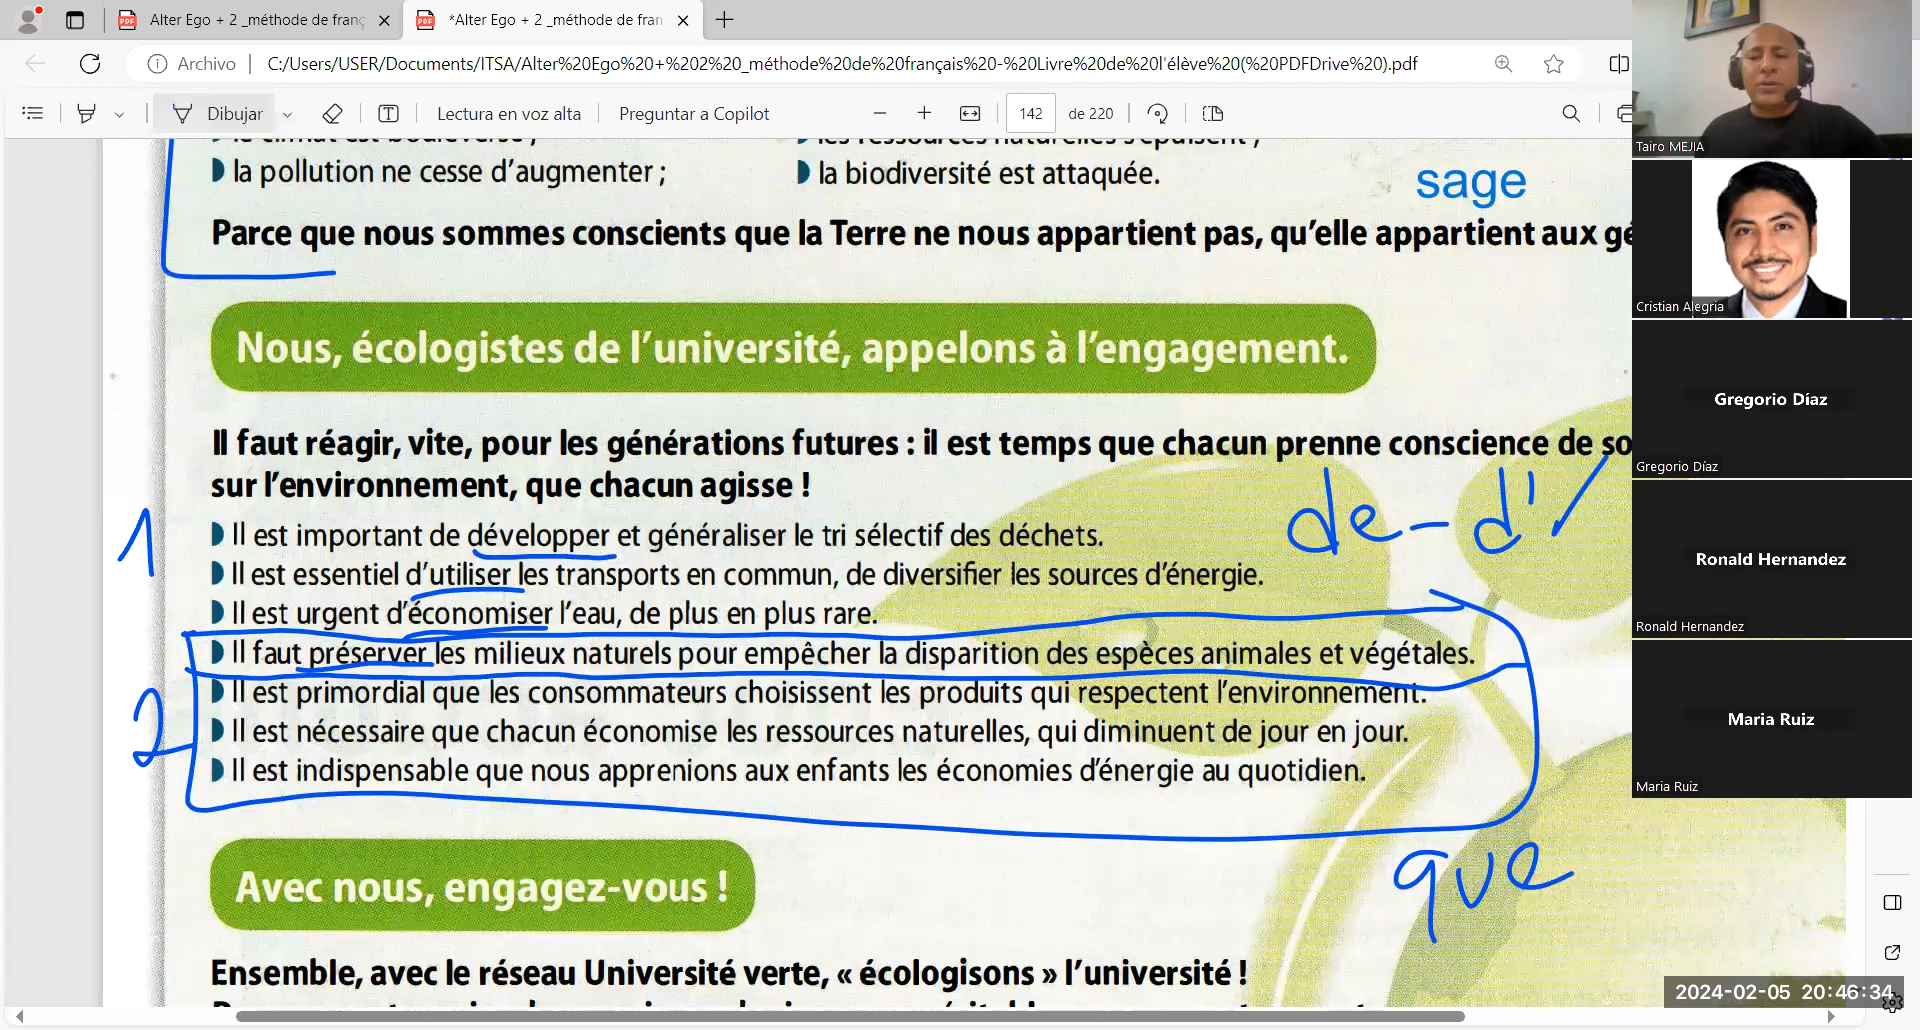 Alter Ego + 2 _méthode de franç
*Alter Ego + 2 _méthode de fran
Archivo
C:/Users/USER/Documents/ITSA/Alter%20Ego%20+%202%20_méthode%20de%20français%20-%20Livre%20de%20l'élève%20(%20PDFDrive%20).pdf
Dibujar
Lectura en voz alta
Preguntar a Copilot
142 de 220
le climat est bouleversé ;
les ressources naturelles s'épuisent ;
la pollution ne cesse d'augmenter ;
la biodiversité est attaquée.
sage
Parce que nous sommes conscients que la Terre ne nous appartient pas, qu'elle appartient aux gé
Nous, écologistes de l'université, appelons à l'engagement.
Il faut réagir, vite, pour les générations futures : il est temps que chacun prenne conscience de so
sur l'environnement, que chacun agisse !
de - d'
1
Il est important de développer et généraliser le tri sélectif des déchets.
Il est essentiel d'utiliser les transports en commun, de diversifier les sources d'énergie.
Il est urgent d'économiser l'eau, de plus en plus rare.
Il faut préserver les milieux naturels pour empêcher la disparition des espèces animales et végétales.
2
Il est primordial que les consommateurs choisissent les produits qui respectent l'environnement.
Il est nécessaire que chacun économise les ressources naturelles, qui diminuent de jour en jour.
Il est indispensable que nous apprenions aux enfants les économies d'énergie au quotidien.
que
Avec nous, engagez-vous !
Ensemble, avec le réseau Université verte, « écologisons » l'université !
Tairo MEJIA
Cristian Alegria
Gregorio Díaz
Gregorio Díaz
Ronald Hernandez
Ronald Hernandez
Maria Ruiz
Maria Ruiz
2024-02-05 20:46:34